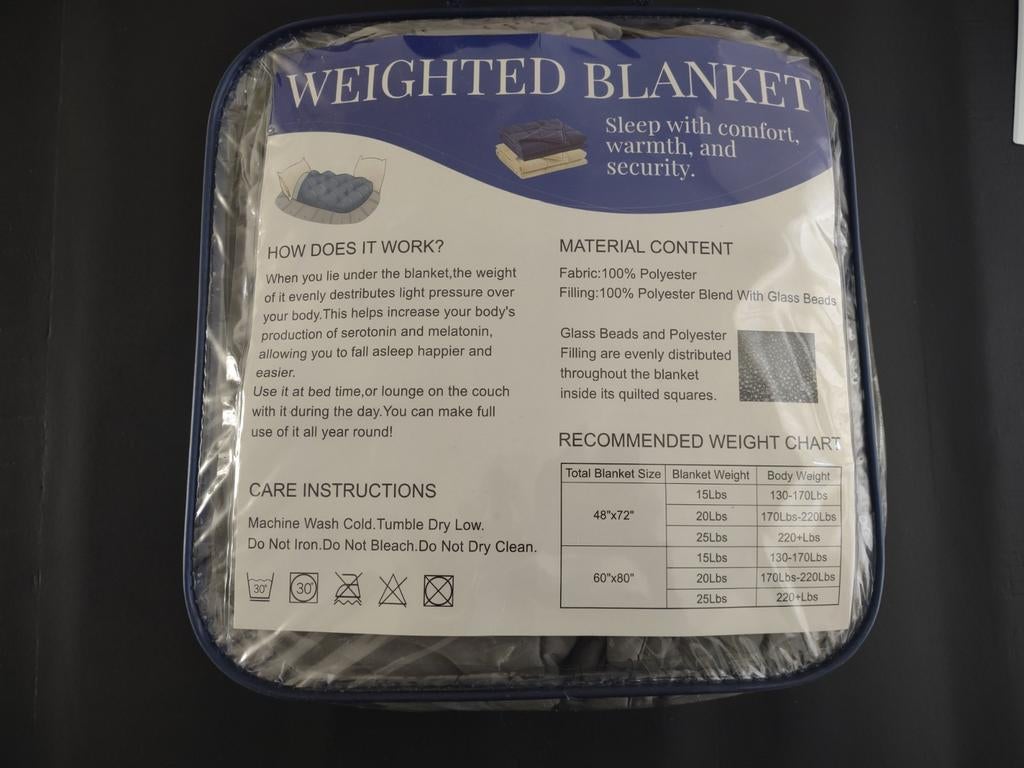 WEIGHTED BLANKET
Sleep with comfort,
warmth, and
security.
HOW DOES IT WORK?
When you lie under the blanket,the weight
of it evenly destributes light pressure over
your body.This helps increase your body's
production of serotonin and melatonin,
allowing you to fall asleep happier and
easier.
Use it at bed time,or lounge on the couch
with it during the day.You can make full
use of it all year round!
CARE INSTRUCTIONS
Machine Wash Cold.Tumble Dry Low.
Do Not Iron.Do Not Bleach.Do Not Dry Clean.
30° 30°
MATERIAL CONTENT
Fabric:100% Polyester
Filling:100% Polyester Blend With Glass Beads
Glass Beads and Polyester
Filling are evenly distributed
throughout the blanket
inside its quilted squares.
RECOMMENDED WEIGHT CHART
Total Blanket Size Blanket Weight Body Weight
48"x72" 15Lbs 130-170Lbs
20Lbs 170Lbs-220Lbs
25Lbs 220+Lbs
60"x80" 15Lbs 130-170Lbs
20Lbs 170Lbs-220Lbs
25Lbs 220+Lbs